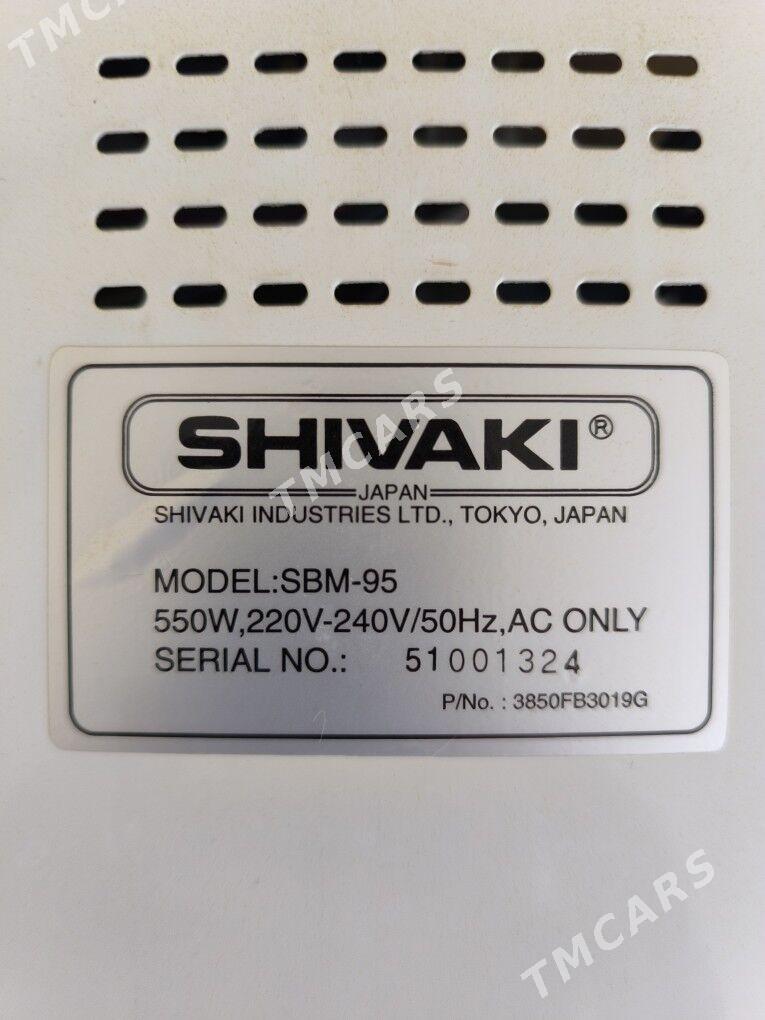 TMCARS
SHIVAKI®
JAPAN
TMCARS
SHIVAKI INDUSTRIES LTD., TOKYO, JAPAN
MODEL:SBM-95
550W,220V-240V/50Hz,AC ONLY
SERIAL NO.: 51001324
P/No. : 3850FB3019G
TMCARS